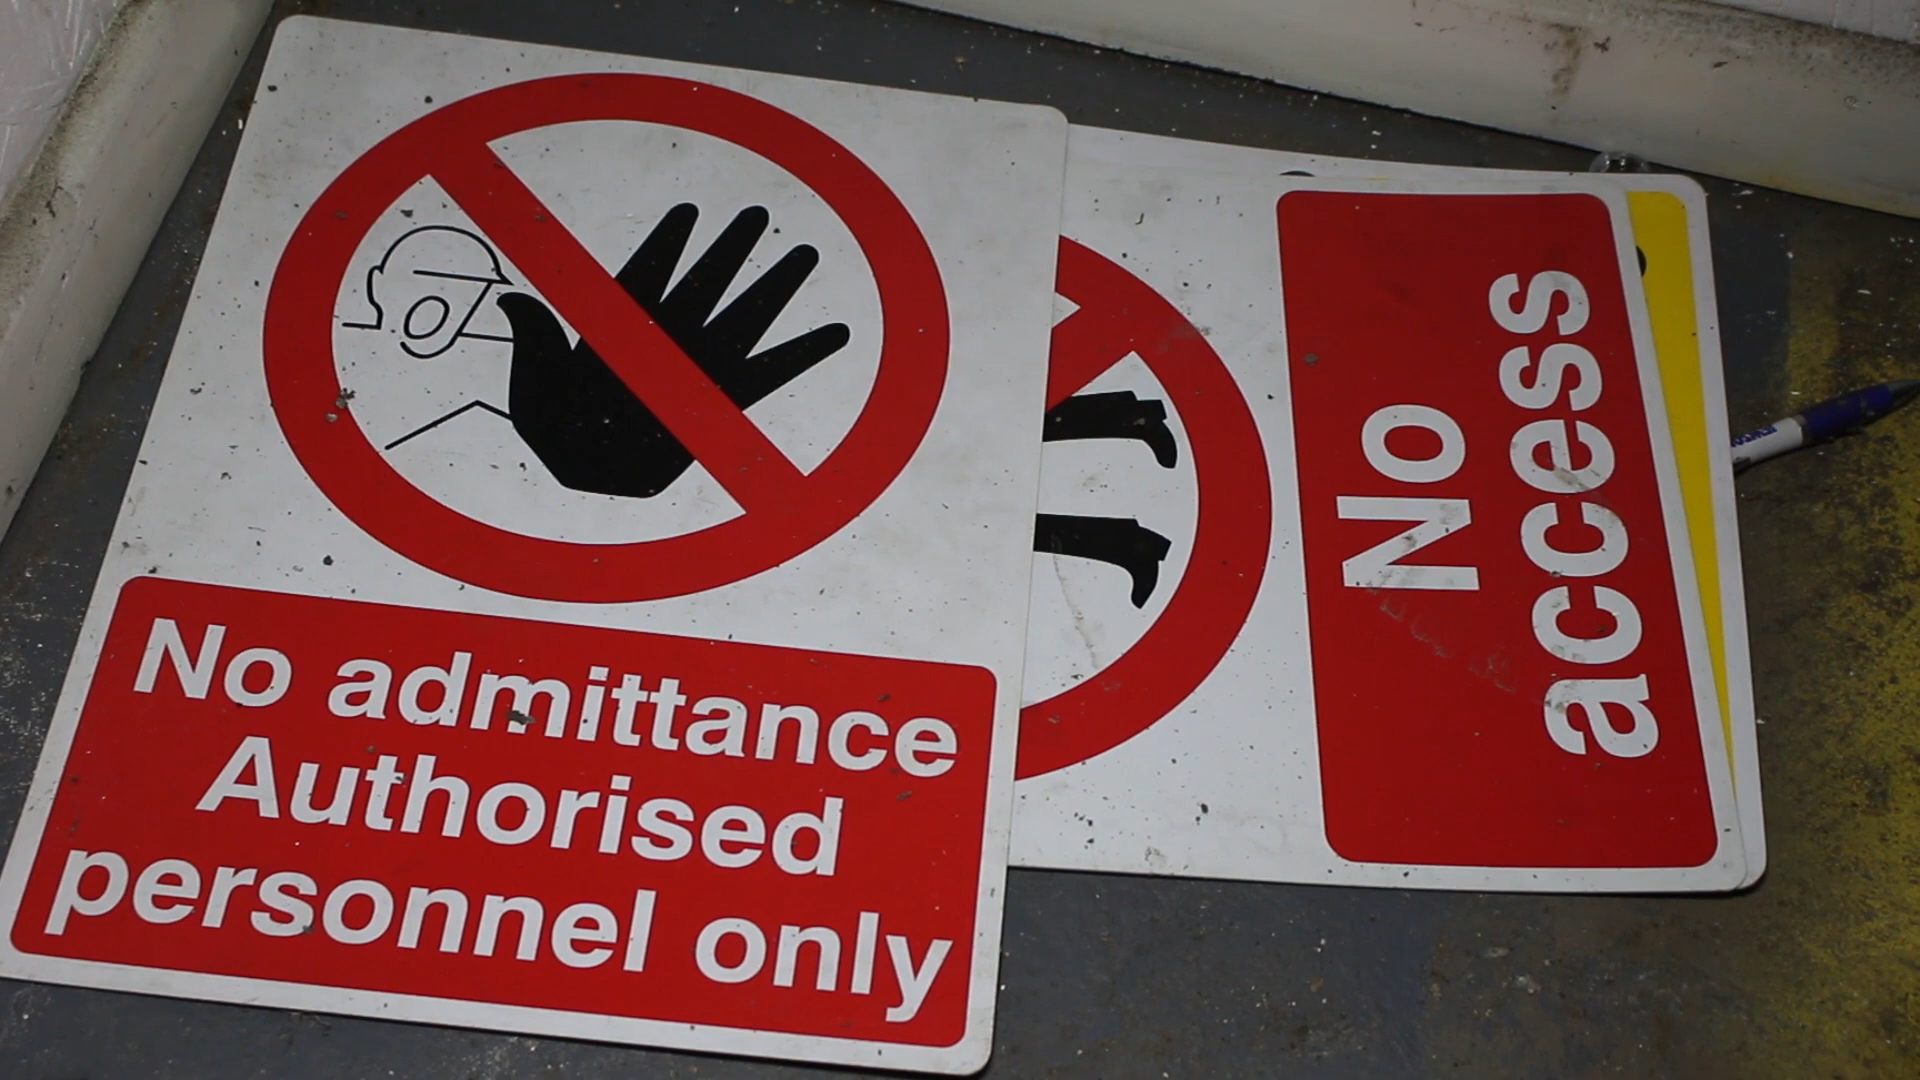 No admittance
Authorised
personnel only
No
access